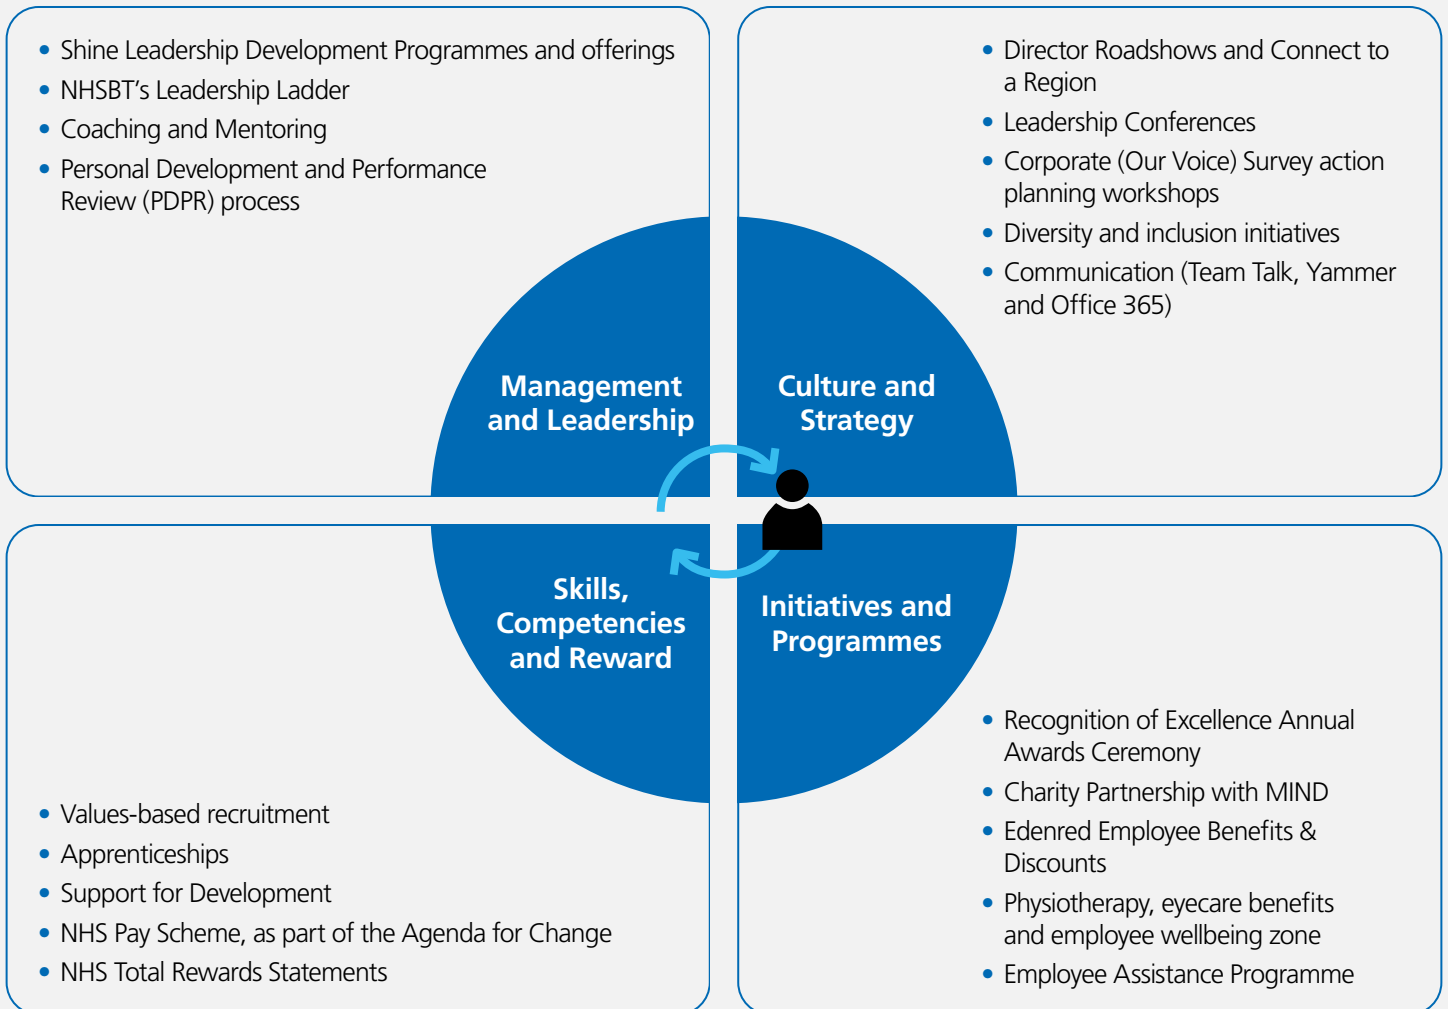 • Shine Leadership Development Programmes and offerings
• NHSBT’s Leadership Ladder
• Coaching and Mentoring
• Personal Development and Performance
Review (PDPR) process
Management
and Leadership
• Director Roadshows and Connect to
a Region
• Leadership Conferences
• Corporate (Our Voice) Survey action
planning workshops
• Diversity and inclusion initiatives
• Communication (Team Talk, Yammer
and Office 365)
Culture and
Strategy
Skills,
Competencies
and Reward
• Values-based recruitment
• Apprenticeships
• Support for Development
• NHS Pay Scheme, as part of the Agenda for Change
• NHS Total Rewards Statements
Initiatives and
Programmes
• Recognition of Excellence Annual
Awards Ceremony
• Charity Partnership with MIND
• Edenred Employee Benefits &
Discounts
• Physiotherapy, eyecare benefits
and employee wellbeing zone
• Employee Assistance Programme